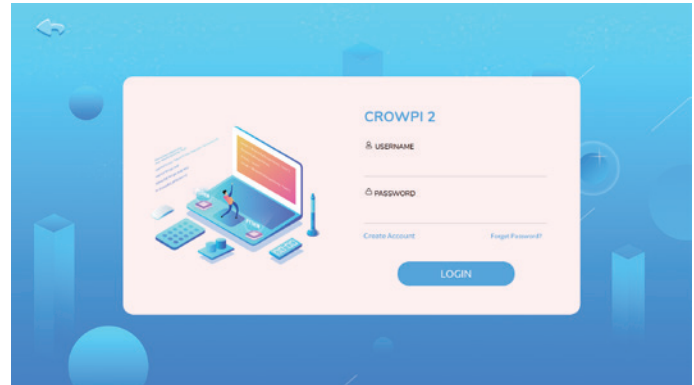 CROWPI 2
USERNAME
PASSWORD
Create Account
Forget Password?
LOGIN